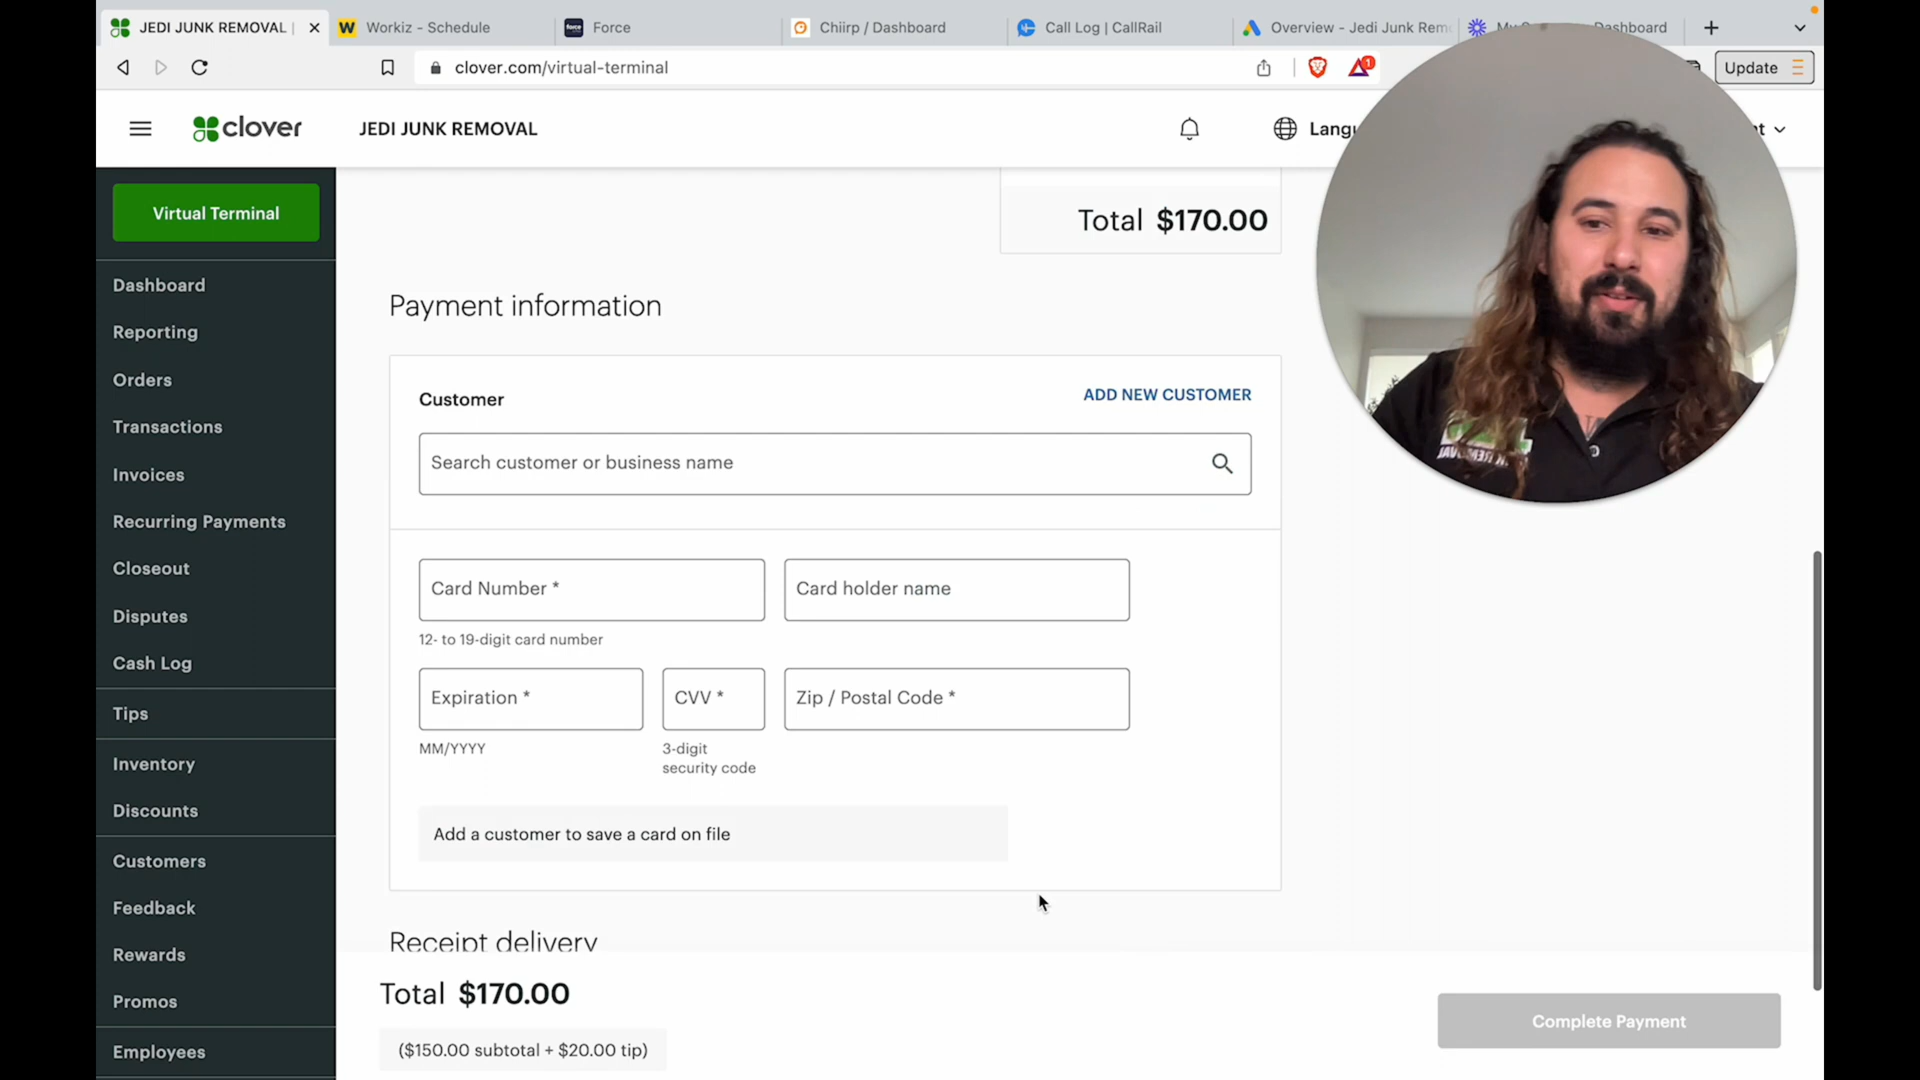 JEDI JUNK REMOVAL |
Workiz - Schedule
Force
Chiirp / Dashboard
Call Log | CallRail
Overview - Jedi Junk Rem
Dashboard
clover.com/virtual-terminal
1
Update
clover
JEDI JUNK REMOVAL
Virtual Terminal
Dashboard
Reporting
Orders
Transactions
Invoices
Recurring Payments
Closeout
Disputes
Cash Log
Tips
Inventory
Discounts
Customers
Feedback
Rewards
Promos
Employees
Total $170.00
Payment information
Customer
ADD NEW CUSTOMER
Search customer or business name
Card Number *
Card holder name
12- to 19-digit card number
Expiration *
CVV *
Zip / Postal Code *
MM/YYYY
3-digit
security code
Add a customer to save a card on file
Receipt delivery
Total $170.00
($150.00 subtotal + $20.00 tip)
Complete Payment